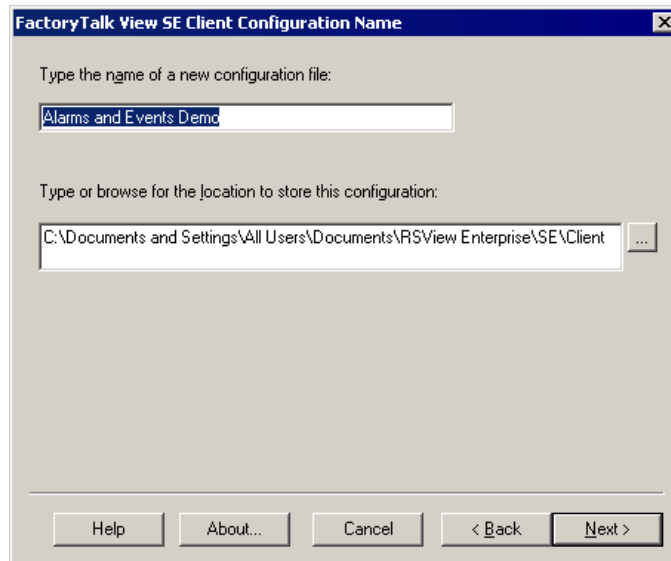 FactoryTalk View SE Client Configuration Name
Type the name of a new configuration file:
Alarms and Events Demo
Type or browse for the location to store this configuration:
C:\Documents and Settings\All Users\Documents\RSView Enterprise\SE\Client
...
Help About... Cancel < Back Next >